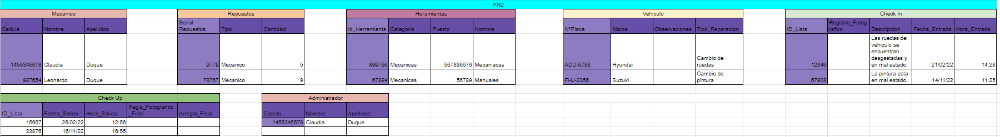 FN2
Mecanico
Cedula Nombre Apellidos
1456345678 Claudia Duque
987654 Leonardo Duque
Repuestos
Serial
Repuestos Tipo Cantidad
9779 Mecanico 5
78767 Mecanico 9
Heramientas
Id_Herramienta Categoria Puesto Nombre
899756 Mecanicas 567886676 Mecaniacas
67894 Mecanicas 56789 Manuales
Vehiculo
N°Placa Marca Observaciones Tipo_Reparacion
Cambio de
ADD-6788 Hyundai ruedas
Cambio de
FHJ-2356 Suzuki pintura
Check In
Registro_Fotog
ID_Lista rafico Descripcion Fecha_Entrada Hora_Entrada
Las ruedas del
vehiculo se
encuentran
desgastadas y
12346 en mal estado. 21/02/22 14:28
La pintura esta
67908 en mal estado. 14/11/22 11:25
Check Up
Regis_Fotografico
ID_Lista Fecha_Salida Hora_Salida _Final Arreglo_Final
15667 26/02/22 12:56
23876 16/11/22 16:55
Administrador
Cedula Nombre Apellidos
1456345678 Claudia Duque